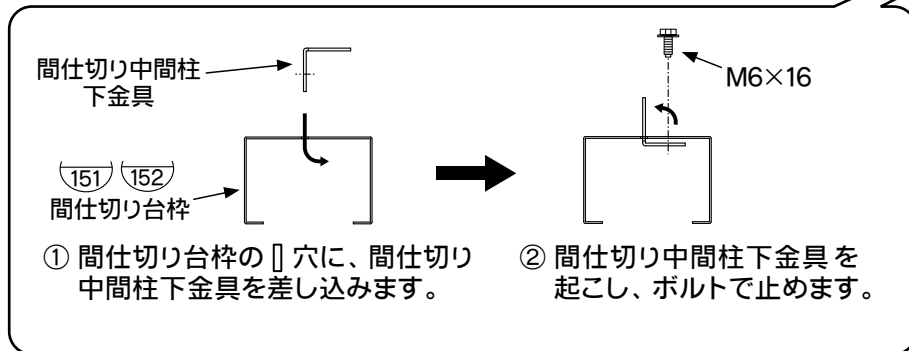 間仕切り中間柱
下金具
M6×16
151 152
間仕切り台枠
① 間仕切り台枠の▯穴に、間仕切り
中間柱下金具を差し込みます。
② 間仕切り中間柱下金具を
起こし、ボルトで止めます。